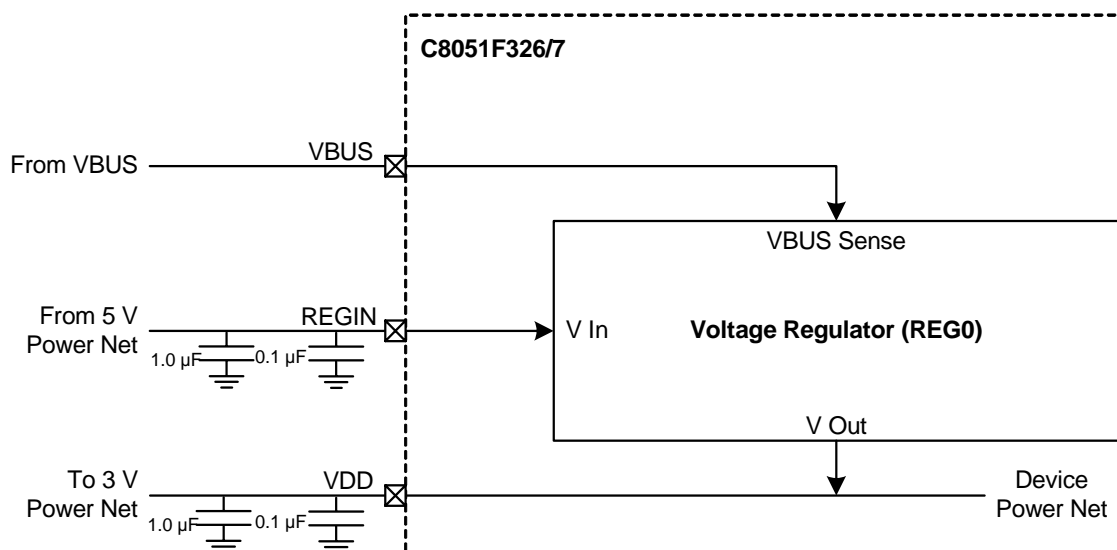 C8051F326/7
From VBUS
VBUS
VBUS Sense
From 5 V
Power Net
REGIN
1.0 µF
0.1 µF
V In
Voltage Regulator (REG0)
V Out
To 3 V
Power Net
VDD
1.0 µF
0.1 µF
Device
Power Net